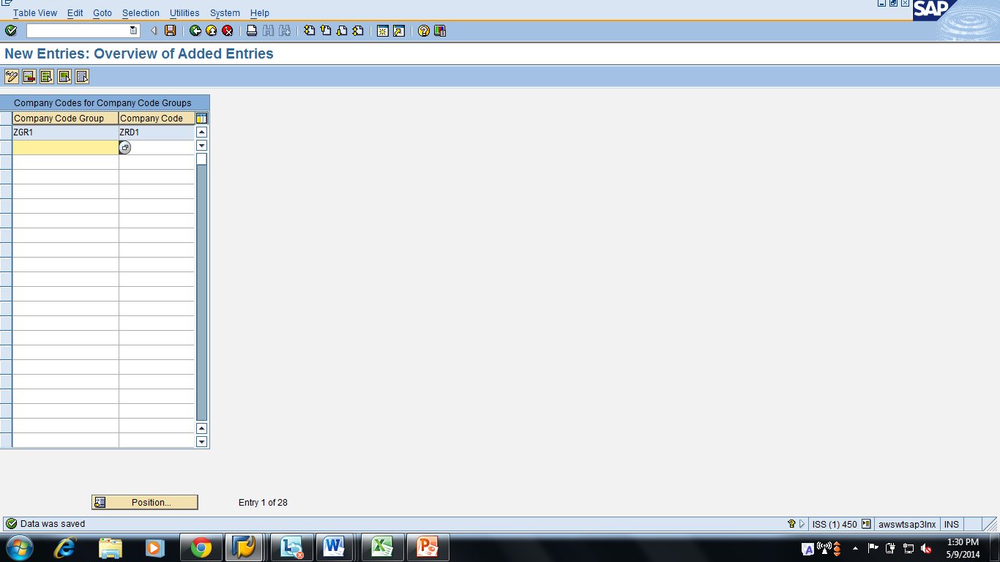 Table View Edit Goto Selection Utilities System Help
SAP
New Entries: Overview of Added Entries
Company Codes for Company Code Groups
Company Code Group Company Code
ZGR1 ZRD1
Position... Entry 1 of 28
Data was saved ISS (1) 450 awswtsap3lnx INS
1:30 PM
5/9/2014